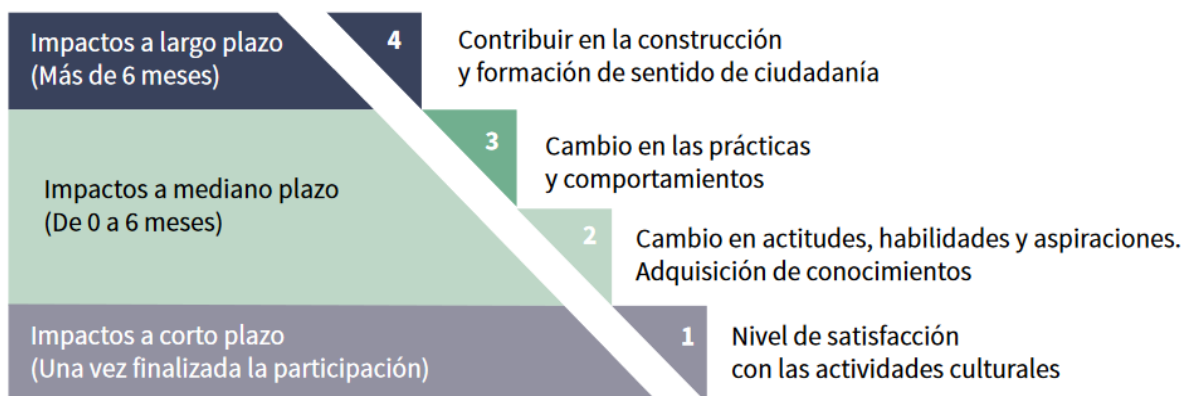 Impactos a largo plazo
(Más de 6 meses)
4
Contribuir en la construcción
y formación de sentido de ciudadanía
Impactos a mediano plazo
(De 0 a 6 meses)
3
Cambio en las prácticas
y comportamientos
2
Cambio en actitudes, habilidades y aspiraciones.
Adquisición de conocimientos
Impactos a corto plazo
(Una vez finalizada la participación)
1
Nivel de satisfacción
con las actividades culturales